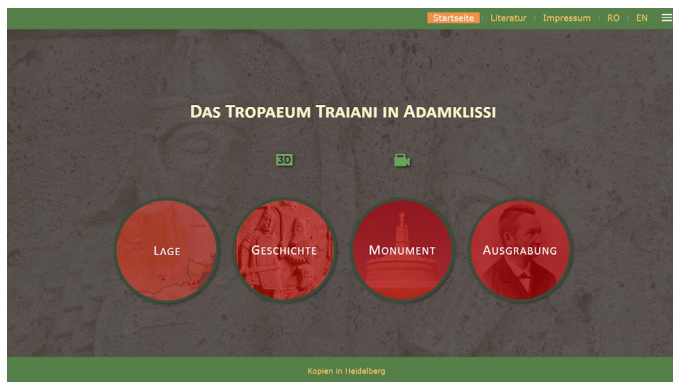 Startseite | Literatur | Impressum | RO | EN
DAS TROPAEUM TRAIANI IN ADAMKLISSI
3D
LAGE GESCHICHTE MONUMENT AUSGRABUNG
Kopien in Heidelberg